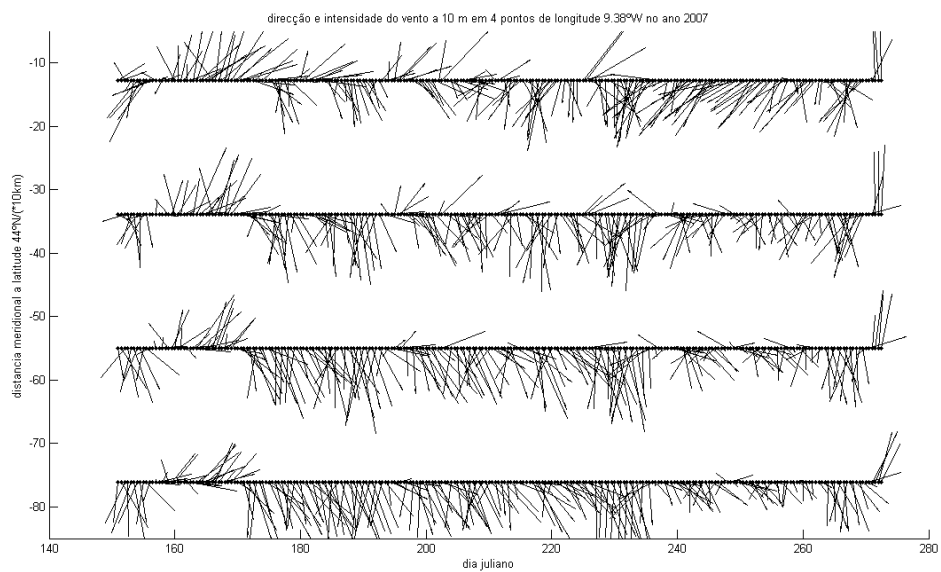 direcção e intensidade do vento a 10 m em 4 pontos de longitude 9.38ºW no ano 2007
distancia meridional a latitude 44ºN/(*10km)
-10
-20
-30
-40
-50
-60
-70
-80
140 160 180 200 220 240 260 280
dia juliano